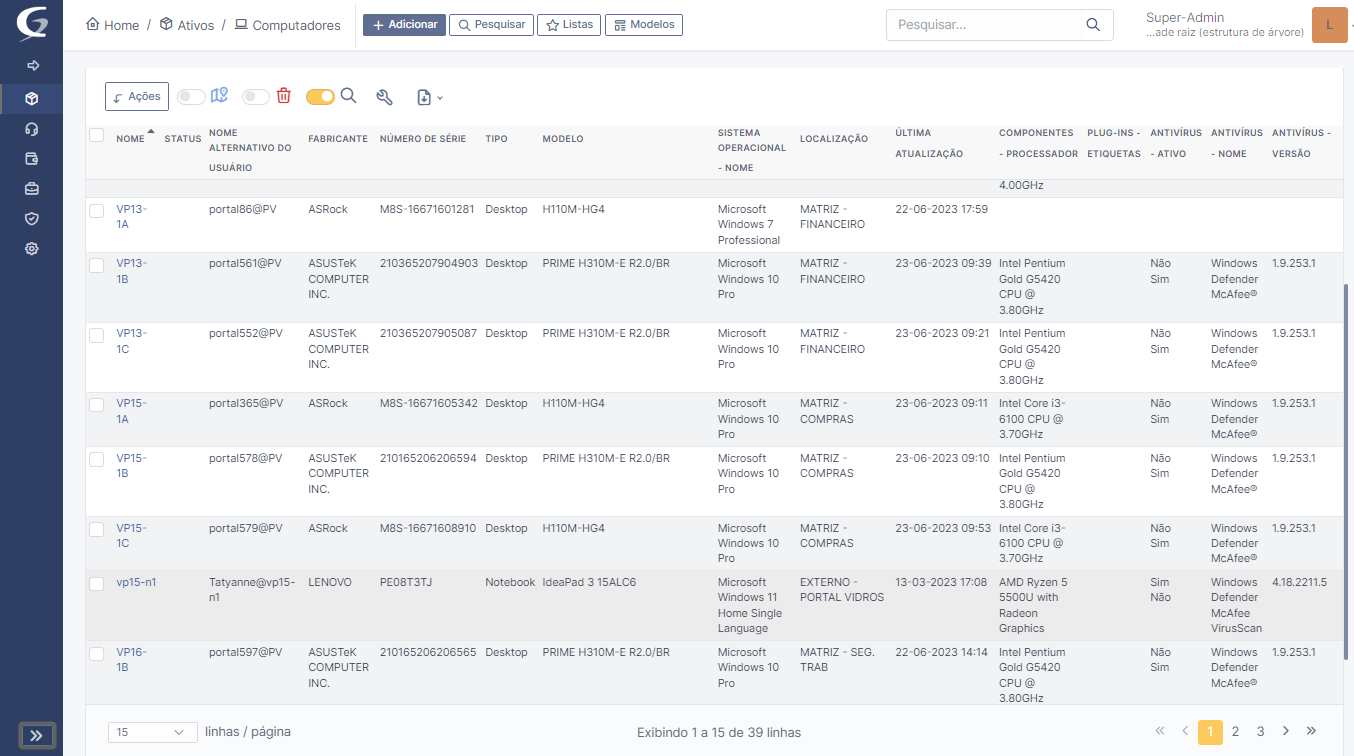 Home / Ativos / Computadores
Adicionar
Pesquisar
Listas
Modelos
Pesquisar...
Super-Admin
...ade raiz (estrutura de árvore)
L
Ações
NOME
STATUS
NOME
ALTERNATIVO DO
USUÁRIO
FABRICANTE
NÚMERO DE SÉRIE
TIPO
MODELO
SISTEMA
OPERACIONAL
- NOME
LOCALIZAÇÃO
ÚLTIMA
ATUALIZAÇÃO
COMPONENTES
- PROCESSADOR
PLUG-INS -
ETIQUETAS
ANTIVÍRUS
- ATIVO
ANTIVÍRUS
- NOME
ANTIVÍRUS -
VERSÃO
4.00GHz
VP13-
1A
portal86@PV
ASRock
M8S-16671601281
Desktop
H110M-HG4
Microsoft
Windows 7
Professional
MATRIZ -
FINANCEIRO
22-06-2023 17:59
VP13-
1B
portal561@PV
ASUSTeK
COMPUTER
INC.
210365207904903
Desktop
PRIME H310M-E R2.0/BR
Microsoft
Windows 10
Pro
MATRIZ -
FINANCEIRO
23-06-2023 09:39
Intel Pentium
Gold G5420
CPU @
3.80GHz
Não
Sim
Windows
Defender
McAfee®
1.9.253.1
VP13-
1C
portal552@PV
ASUSTeK
COMPUTER
INC.
210365207905087
Desktop
PRIME H310M-E R2.0/BR
Microsoft
Windows 10
Pro
MATRIZ -
FINANCEIRO
23-06-2023 09:21
Intel Pentium
Gold G5420
CPU @
3.80GHz
Não
Sim
Windows
Defender
McAfee®
1.9.253.1
VP15-
1A
portal365@PV
ASRock
M8S-16671605342
Desktop
H110M-HG4
Microsoft
Windows 10
Pro
MATRIZ -
COMPRAS
23-06-2023 09:11
Intel Core i3-
6100 CPU @
3.70GHz
Não
Sim
Windows
Defender
McAfee®
1.9.253.1
VP15-
1B
portal578@PV
ASUSTeK
COMPUTER
INC.
210165206206594
Desktop
PRIME H310M-E R2.0/BR
Microsoft
Windows 10
Pro
MATRIZ -
COMPRAS
23-06-2023 09:10
Intel Pentium
Gold G5420
CPU @
3.80GHz
Não
Sim
Windows
Defender
McAfee®
1.9.253.1
VP15-
1C
portal579@PV
ASRock
M8S-16671608910
Desktop
H110M-HG4
Microsoft
Windows 10
Pro
MATRIZ -
COMPRAS
23-06-2023 09:53
Intel Core i3-
6100 CPU @
3.70GHz
Não
Sim
Windows
Defender
McAfee®
1.9.253.1
vp15-n1
Tatyanne@vp15-
n1
LENOVO
PE08T3TJ
Notebook
IdeaPad 3 15ALC6
Microsoft
Windows 11
Home Single
Language
EXTERNO -
PORTAL VIDROS
13-03-2023 17:08
AMD Ryzen 5
5500U with
Radeon
Graphics
Sim
Não
Windows
Defender
McAfee
VirusScan
4.18.2211.5
VP16-
1B
portal597@PV
ASUSTeK
COMPUTER
INC.
210165206206565
Desktop
PRIME H310M-E R2.0/BR
Microsoft
Windows 10
Pro
MATRIZ - SEG.
TRAB
22-06-2023 14:14
Intel Pentium
Gold G5420
CPU @
3.80GHz
Não
Sim
Windows
Defender
McAfee®
1.9.253.1
15
linhas / página
Exibindo 1 a 15 de 39 linhas
« ‹ 1 2 3 › »